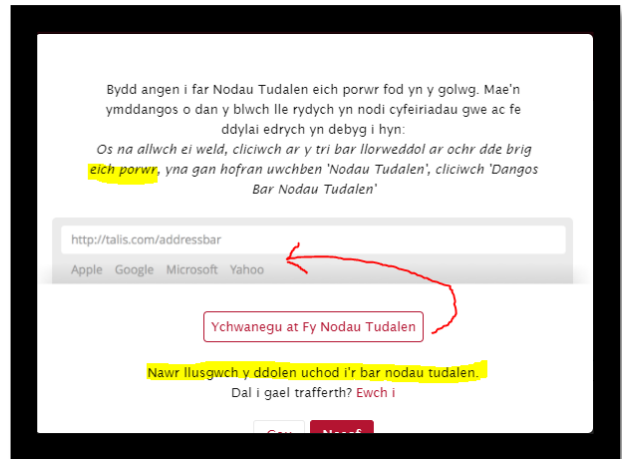 Bydd angen i far Nodau Tudalen eich porwr fod yn y golwg. Mae'n
ymddangos o dan y blwch lle rydych yn nodi cyfeiriadau gwe ac fe
ddylai edrych yn debyg i hyn:
Os na allwch ei weld, cliciwch ar y tri bar llorweddol ar ochr dde brig
eich porwr, yna gan hofran uwchben 'Nodau Tudalen', cliciwch 'Dangos
Bar Nodau Tudalen'
http://talis.com/addressbar
Apple Google Microsoft Yahoo
Ychwanegu at Fy Nodau Tudalen
Nawr llusgwch y ddolen uchod i'r bar nodau tudalen.
Dal i gael trafferth? Ewch i